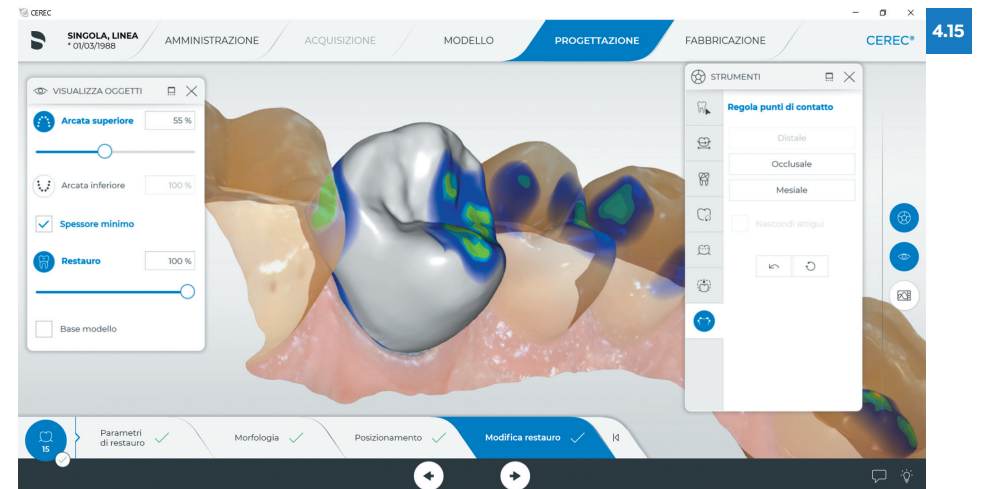 CEREC
SINGOLA, LINEA
* 01/03/1988
AMMINISTRAZIONE
ACQUISIZIONE
MODELLO
PROGETTAZIONE
FABBRICAZIONE
CEREC®
4.15
VISUALIZZA OGGETTI
Arcata superiore
55 %
Arcata inferiore
100 %
Spessore minimo
Restauro
100 %
Base modello
STRUMENTI
Regola punti di contatto
Distale
Occlusale
Mesiale
Nascondi attigui
15
Parametri
di restauro
Morfologia
Posizionamento
Modifica restauro